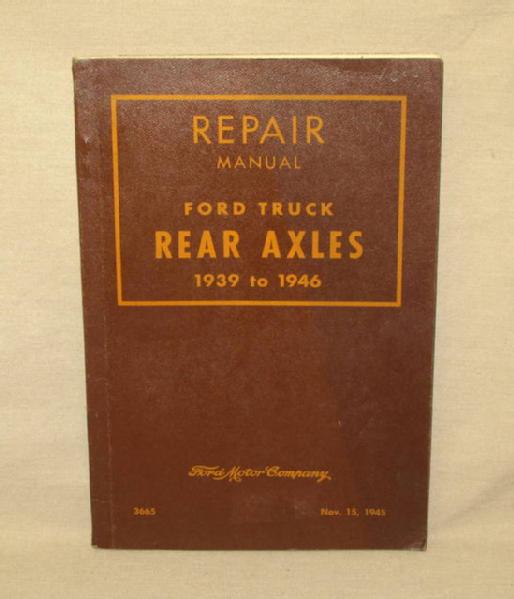 REPAIR
MANUAL
FORD TRUCK
REAR AXLES
1939 to 1946
Ford Motor Company
3665 Nov. 15, 1945